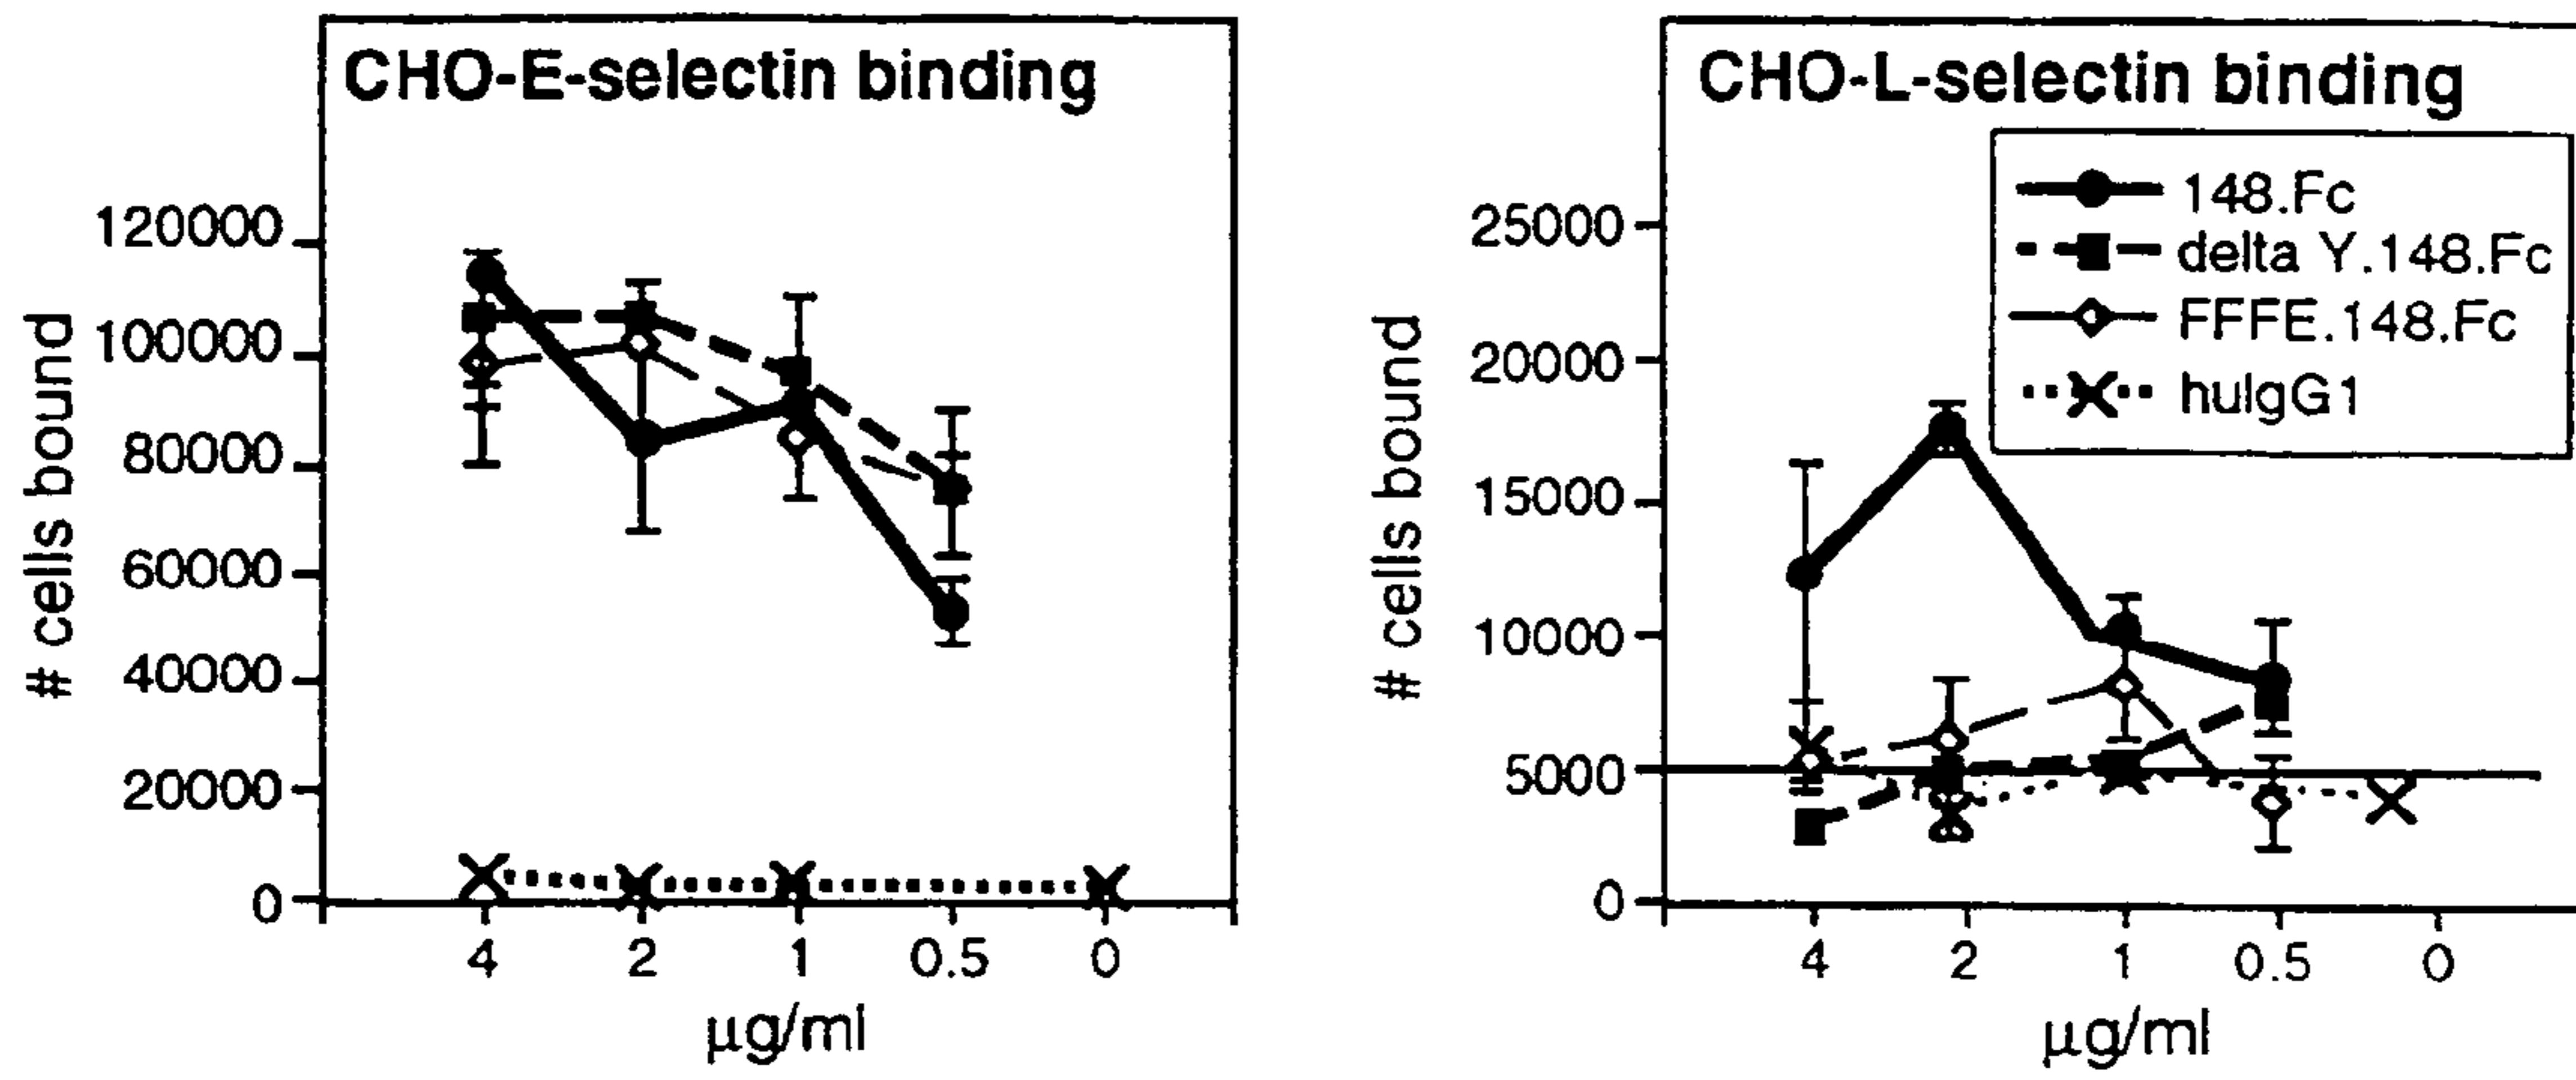 CHO-E-selectin binding
120000
100000
80000
60000
40000
20000
0
# cells bound
4 2 1 0.5 0
µg/ml
CHO-L-selectin binding
148.Fc
delta Y.148.Fc
FFFE.148.Fc
huIgG1
25000
20000
15000
10000
5000
0
# cells bound
4 2 1 0.5 0
µg/ml